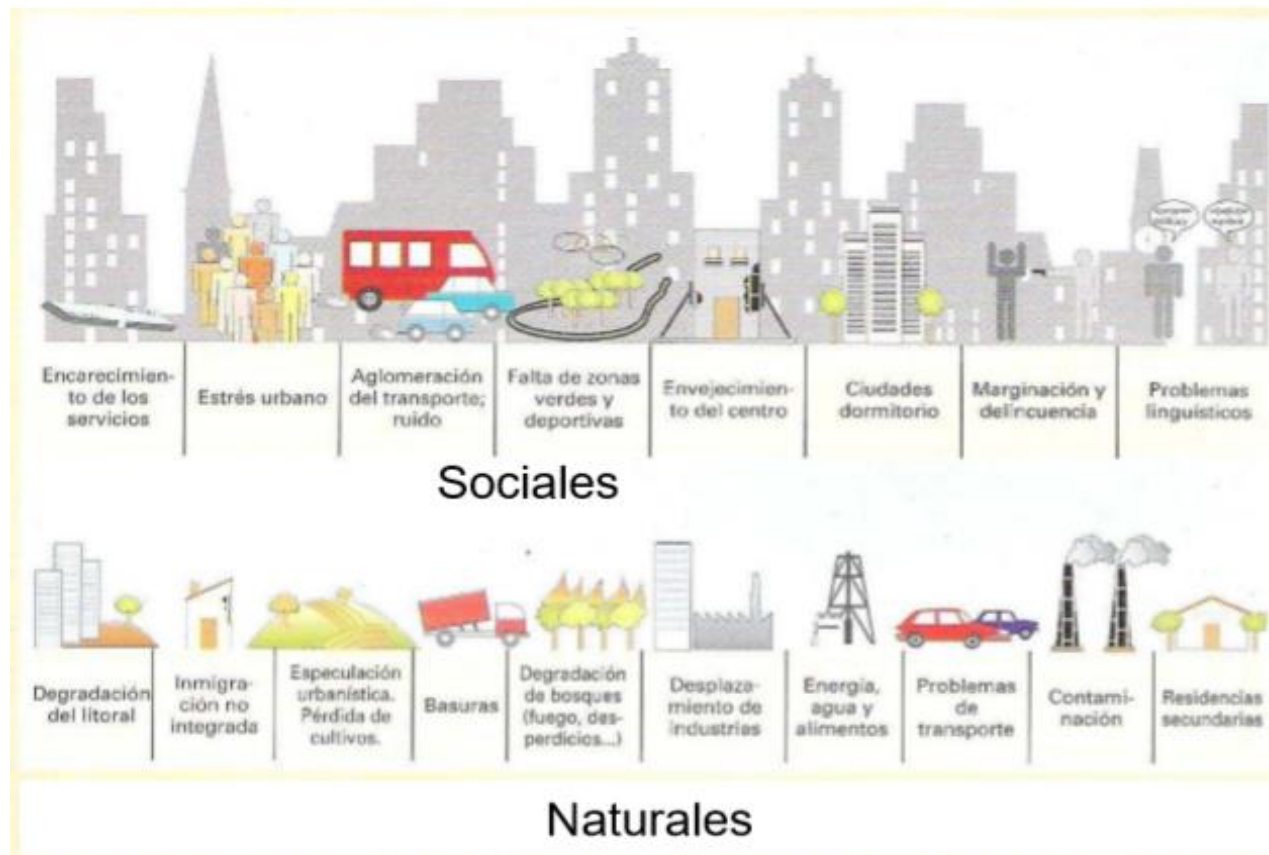 Encarecimien-
to de los
servicios
Estrés urbano
Aglomeración
del transporte;
ruido
Falta de zonas
verdes y
deportivas
Envejecimien-
to del centro
Ciudades
dormitorio
Marginación y
delincuencia
Problemas
linguísticos
Sociales
Degradación
del litoral
Inmigra-
ción no
integrada
Especulación
urbanística.
Pérdida de
cultivos.
Basuras
Degradación
de bosques
(fuego, des-
perdicios...)
Desplaza-
miento de
industrias
Energía,
agua y
alimentos
Problemas
de
transporte
Contami-
nación
Residencias
secundarias
Naturales